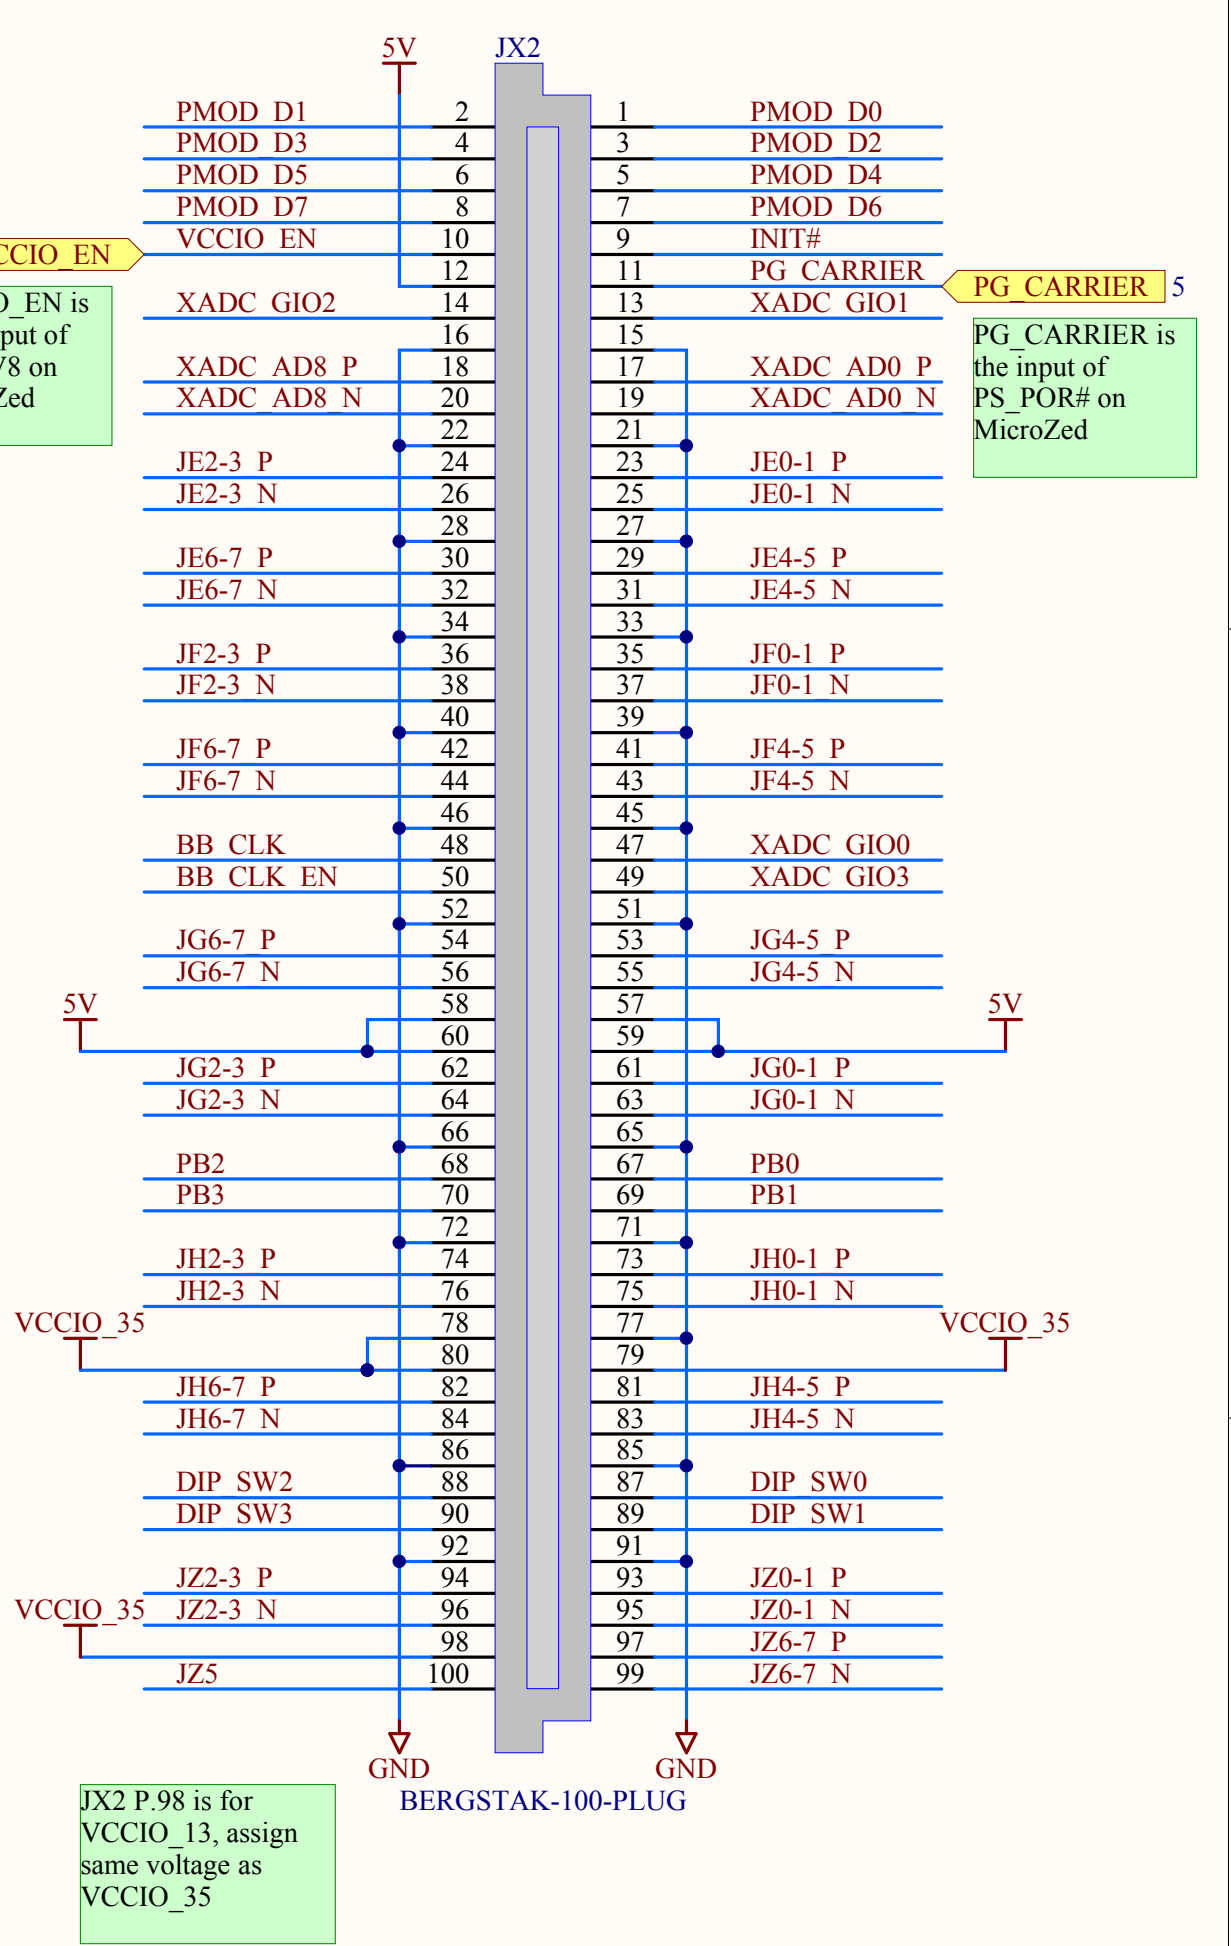 5V JX2
PMOD_D1 2 1 PMOD_D0
PMOD_D3 4 3 PMOD_D2
PMOD_D5 6 5 PMOD_D4
PMOD_D7 8 7 PMOD_D6
VCCIO_EN 10 9 INIT#
CCIO_EN 12 11 PG_CARRIER PG_CARRIER 5
XADC_GIO2 14 13 XADC_GIO1
16 15
XADC_AD8_P 18 17 XADC_AD0_P
XADC_AD8_N 20 19 XADC_AD0_N
22 21
JE2-3_P 24 23 JE0-1_P
JE2-3_N 26 25 JE0-1_N
28 27
JE6-7_P 30 29 JE4-5_P
JE6-7_N 32 31 JE4-5_N
34 33
JF2-3_P 36 35 JF0-1_P
JF2-3_N 38 37 JF0-1_N
40 39
JF6-7_P 42 41 JF4-5_P
JF6-7_N 44 43 JF4-5_N
46 45
BB_CLK 48 47 XADC_GIO0
BB_CLK_EN 50 49 XADC_GIO3
52 51
JG6-7_P 54 53 JG4-5_P
JG6-7_N 56 55 JG4-5_N
5V 58 57 5V
60 59
JG2-3_P 62 61 JG0-1_P
JG2-3_N 64 63 JG0-1_N
66 65
PB2 68 67 PB0
PB3 70 69 PB1
72 71
JH2-3_P 74 73 JH0-1_P
JH2-3_N 76 75 JH0-1_N
VCCIO_35 78 77 VCCIO_35
80 79
JH6-7_P 82 81 JH4-5_P
JH6-7_N 84 83 JH4-5_N
86 85
DIP_SW2 88 87 DIP_SW0
DIP_SW3 90 89 DIP_SW1
92 91
JZ2-3_P 94 93 JZ0-1_P
VCCIO_35 JZ2-3_N 96 95 JZ0-1_N
98 97 JZ6-7_P
JZ5 100 99 JZ6-7_N
GND GND
BERGSTAK-100-PLUG
O_EN is
put of
V8 on
Zed
PG_CARRIER is
the input of
PS_POR# on
MicroZed
JX2 P.98 is for
VCCIO_13, assign
same voltage as
VCCIO_35